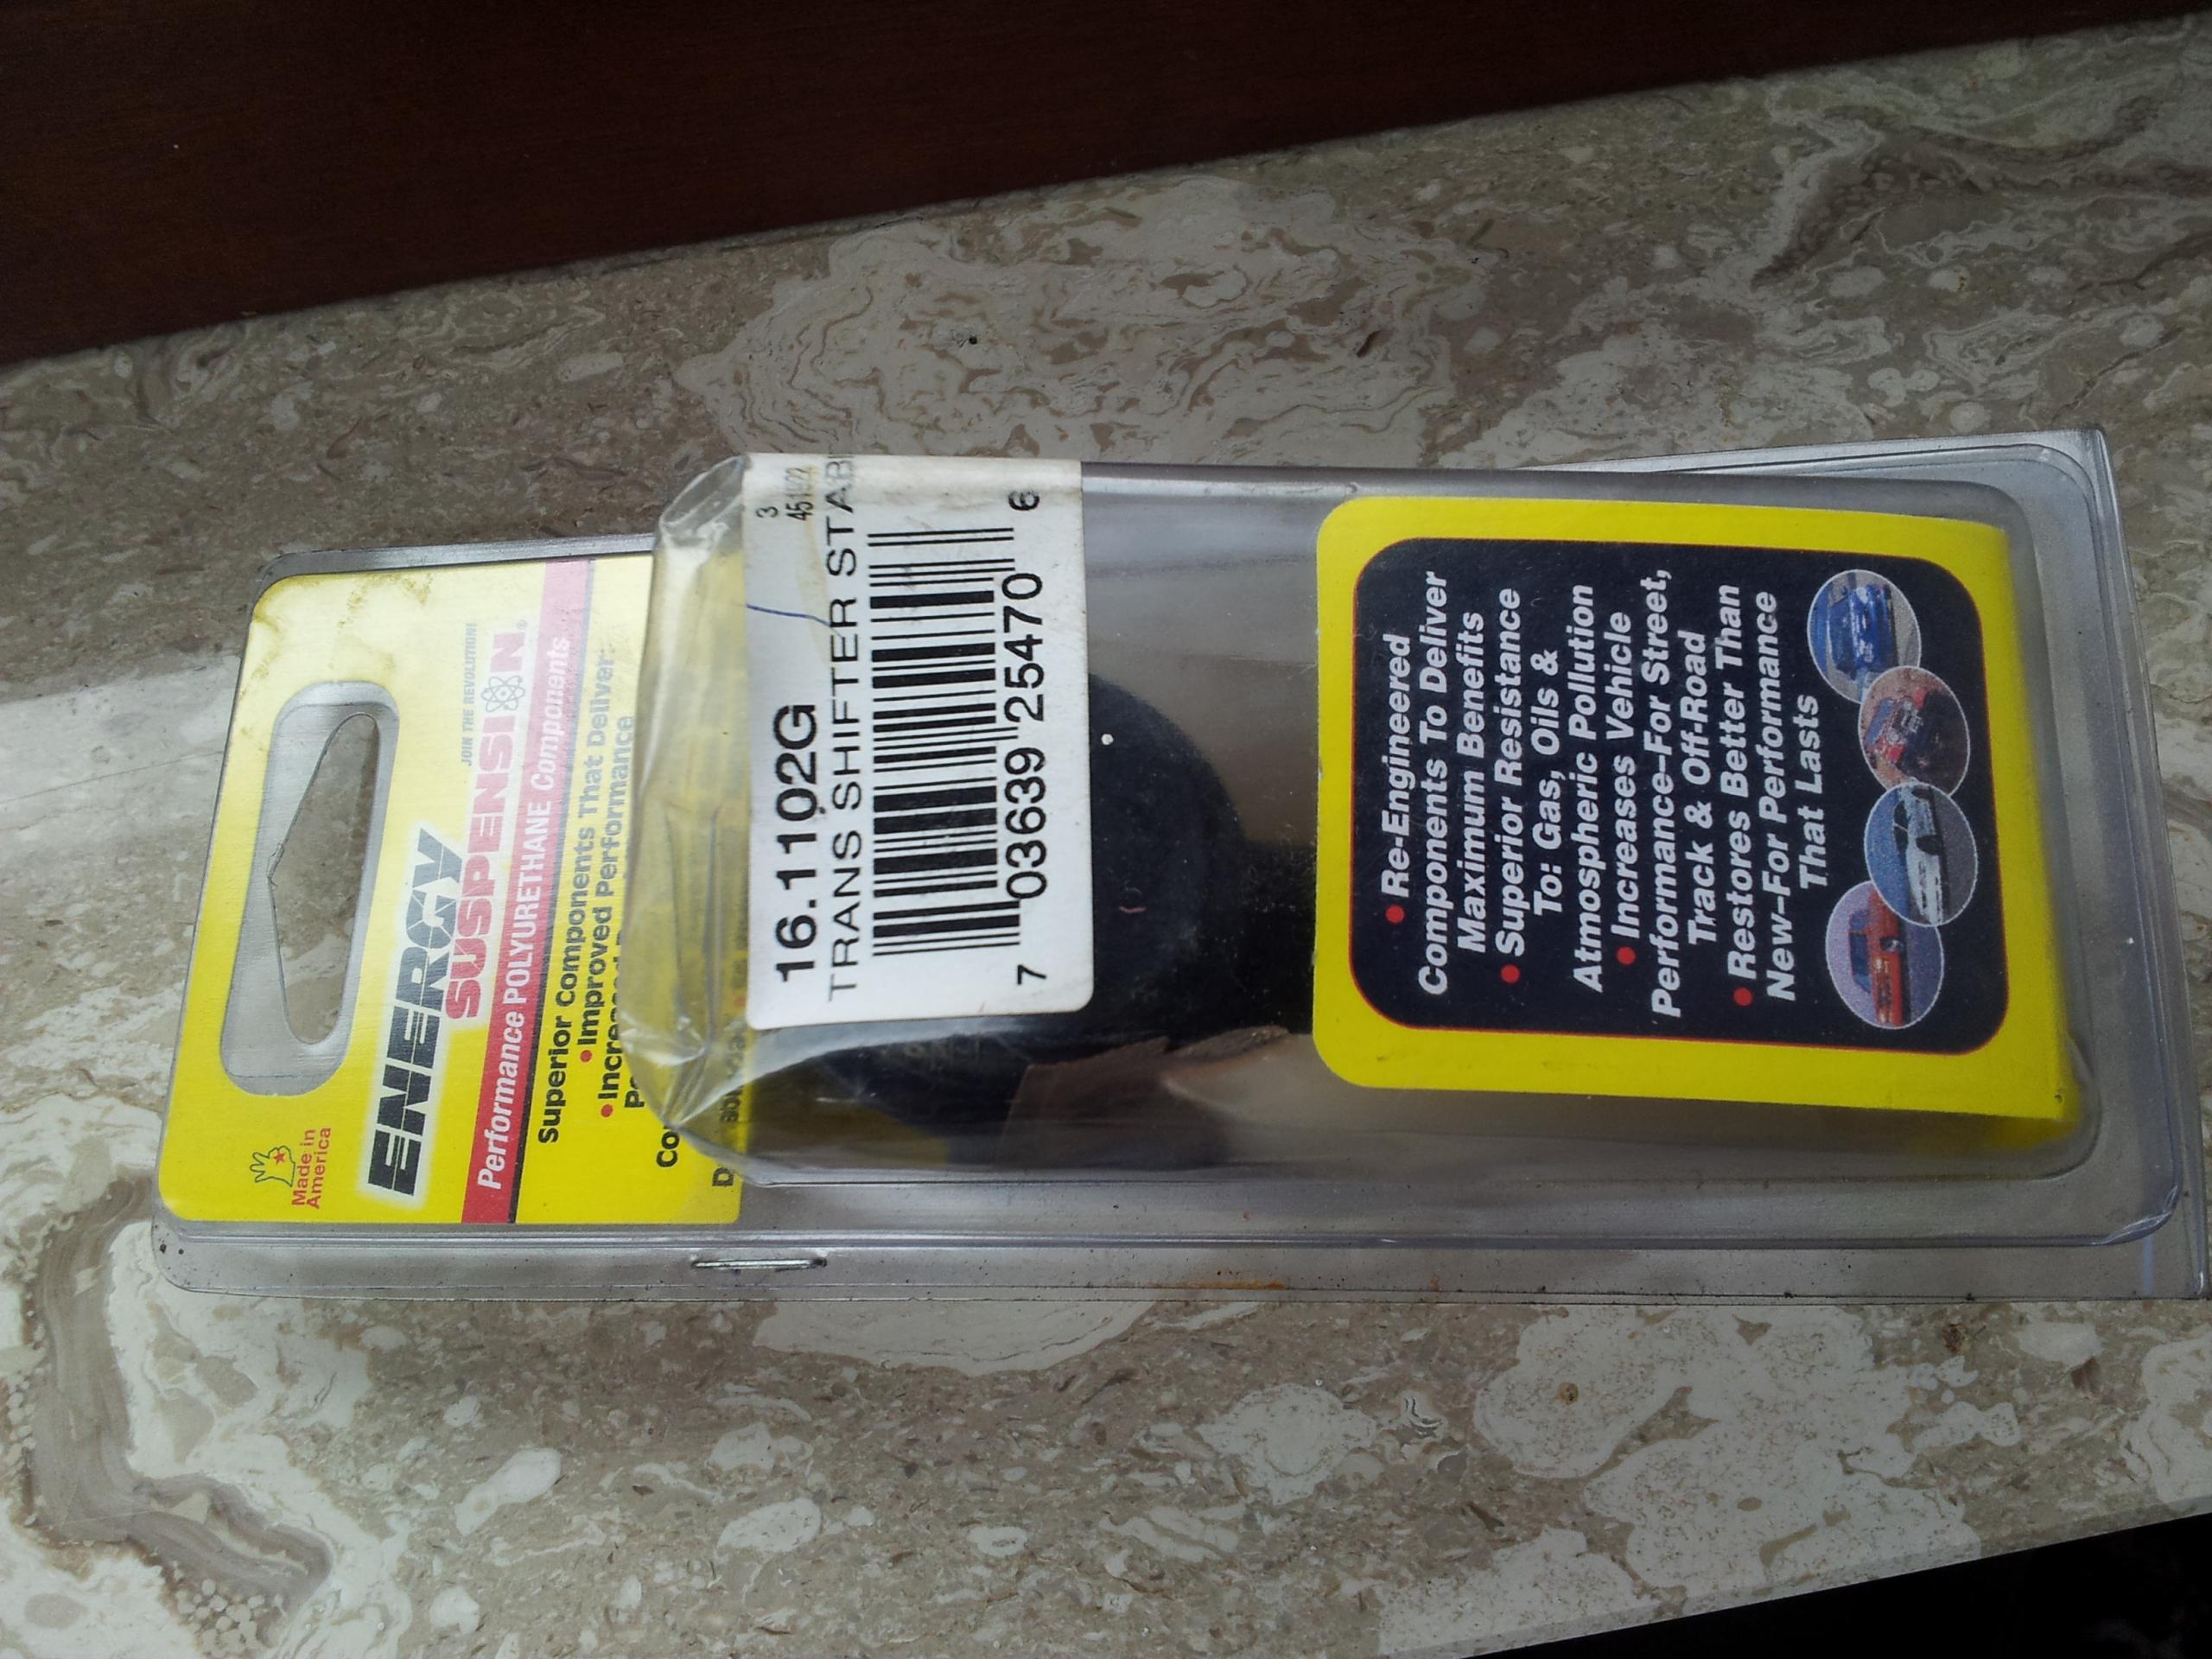 Made in
America
JOIN THE REVOLUTION!
ENERGY
SUSPENSION®
Performance POLYURETHANE Components
Superior Components That Deliver:
• Improved Performance
• Increased
3
451922
16.1102G
TRANS SHIFTER STAB
7 03639 25470 6
• Re-Engineered
Components To Deliver
Maximum Benefits
• Superior Resistance
To: Gas, Oils &
Atmospheric Pollution
• Increases Vehicle
Performance-For Street,
Track & Off-Road
• Restores Better Than
New-For Performance
That Lasts